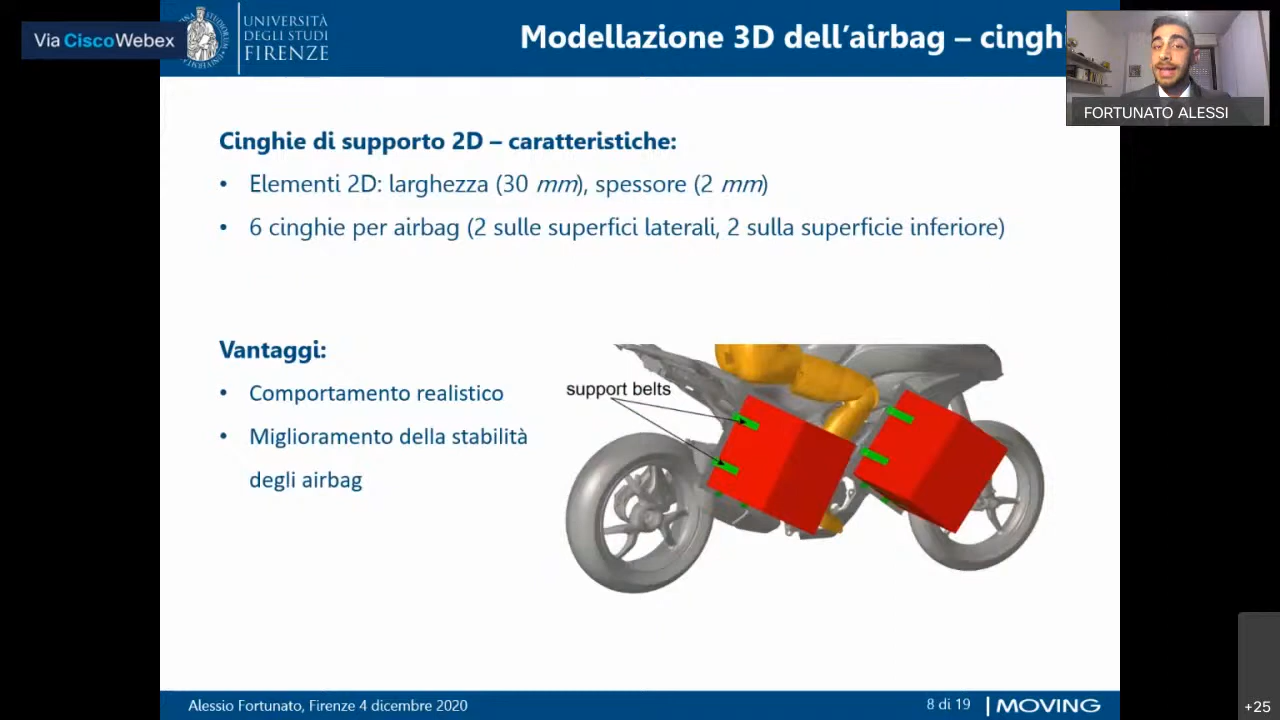 Via Cisco Webex
UNIVERSITÀ
DEGLI STUDI
FIRENZE
Modellazione 3D dell'airbag – cingh
FORTUNATO ALESSI
Cinghie di supporto 2D – caratteristiche:
• Elementi 2D: larghezza (30 mm), spessore (2 mm)
• 6 cinghie per airbag (2 sulle superfici laterali, 2 sulla superficie inferiore)
Vantaggi:
• Comportamento realistico
• Miglioramento della stabilità
degli airbag
support belts
Alessio Fortunato, Firenze 4 dicembre 2020
8 di 19
MOVING
+25